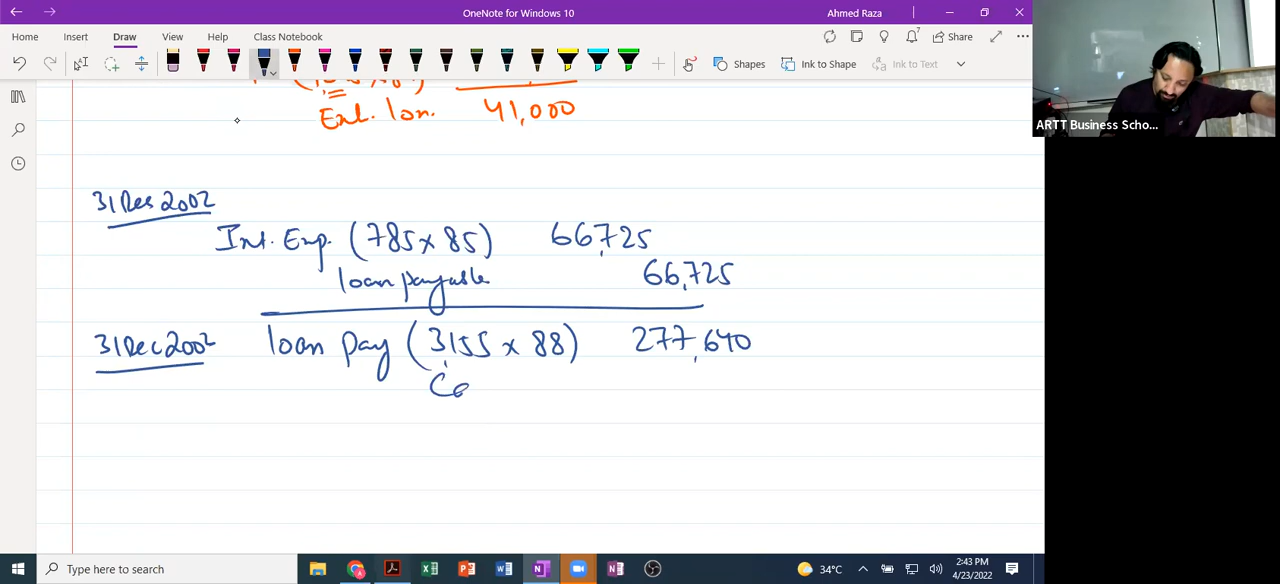 OneNote for Windows 10
Ahmed Raza
Home Insert Draw View Help Class Notebook
Share
Shapes Ink to Shape Ink to Text
ARTT Business Scho...
41,000
31 Dec 2002
Int. Exp. (785 x 85) 66,725
loan payable 66,725
31 Dec 2002 loan pay (3155 x 88) 277,640
Ca
Type here to search
34°C
2:43 PM
4/23/2022